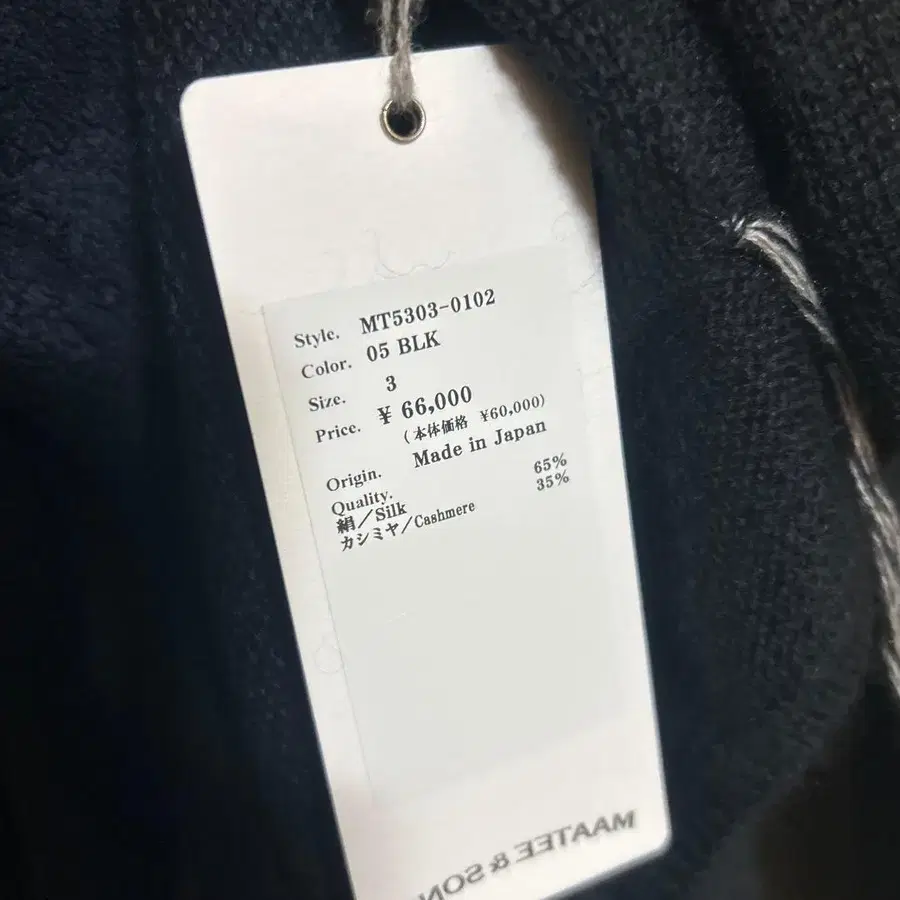 Style. MT5303-0102
Color. 05 BLK
Size. 3
Price. ¥ 66,000
(本体価格 ¥60,000)
Origin. Made in Japan
Quality.
絹/Silk 65%
カシミヤ/Cashmere 35%
MAATEE & SON